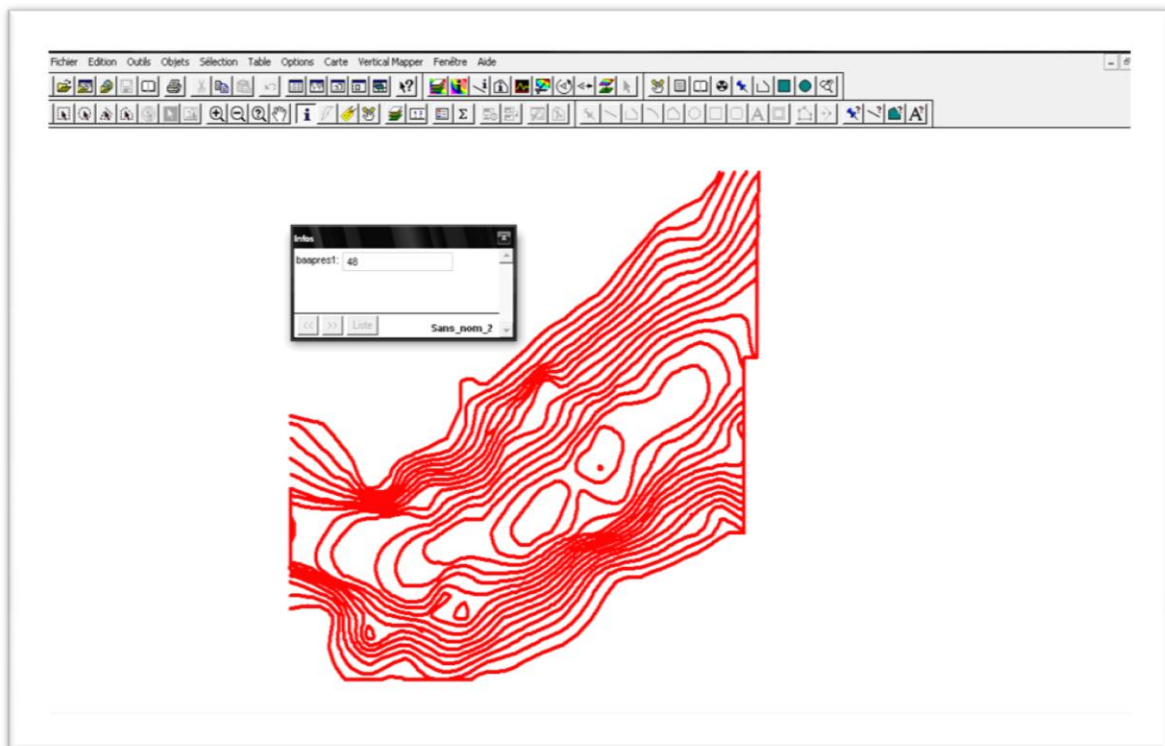 Fichier Edition Outils Objets Sélection Table Options Carte Vertical Mapper Fenêtre Aide
Infos
baapres1: 48
<< >> Liste Sans_nom_2